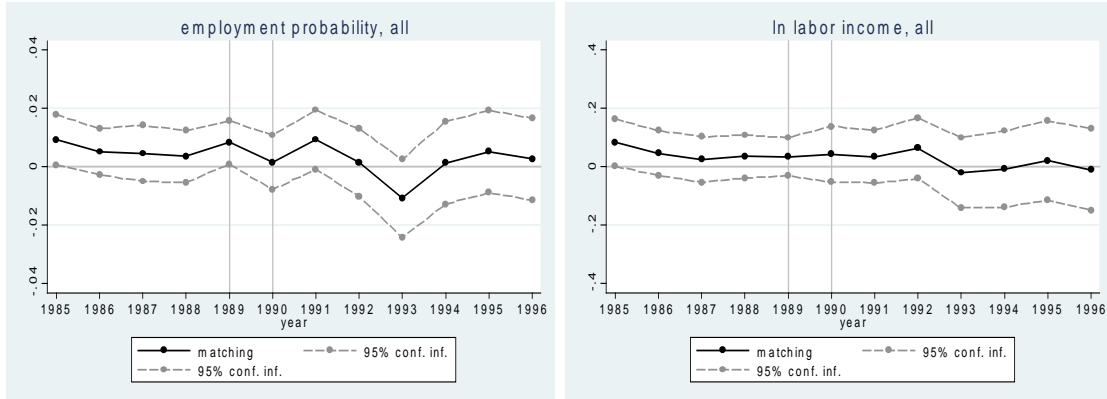 employment probability, all
.04
.02
0
-.02
-.04
1985 1986 1987 1988 1989 1990 1991 1992 1993 1994 1995 1996
year
matching 95% conf. inf.
95% conf. inf.
ln labor income, all
.4
.2
0
-.2
-.4
1985 1986 1987 1988 1989 1990 1991 1992 1993 1994 1995 1996
year
matching 95% conf. inf.
95% conf. inf.